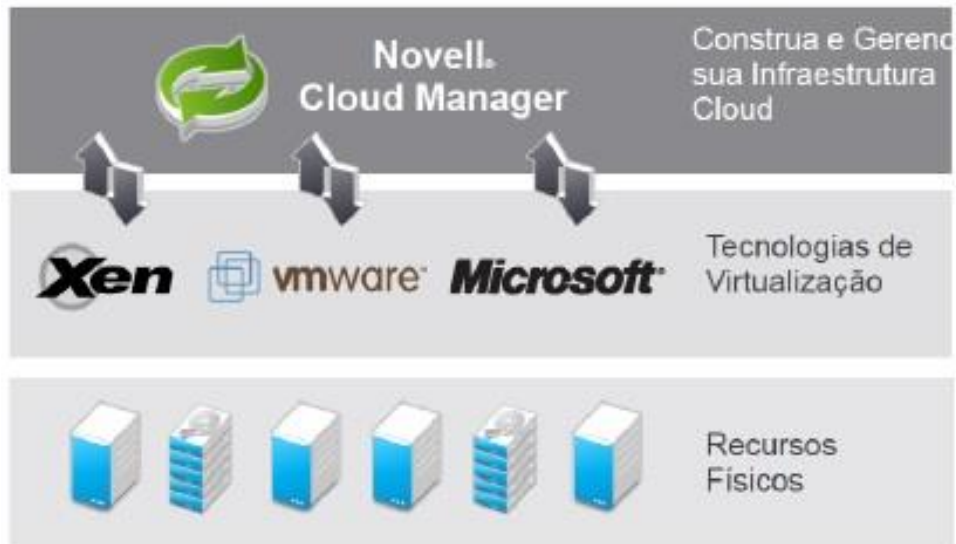 Novell®
Cloud Manager
Construa e Gerenc
sua Infraestrutura
Cloud
Xen
vmware
Microsoft
Tecnologias de
Virtualização
Recursos
Físicos